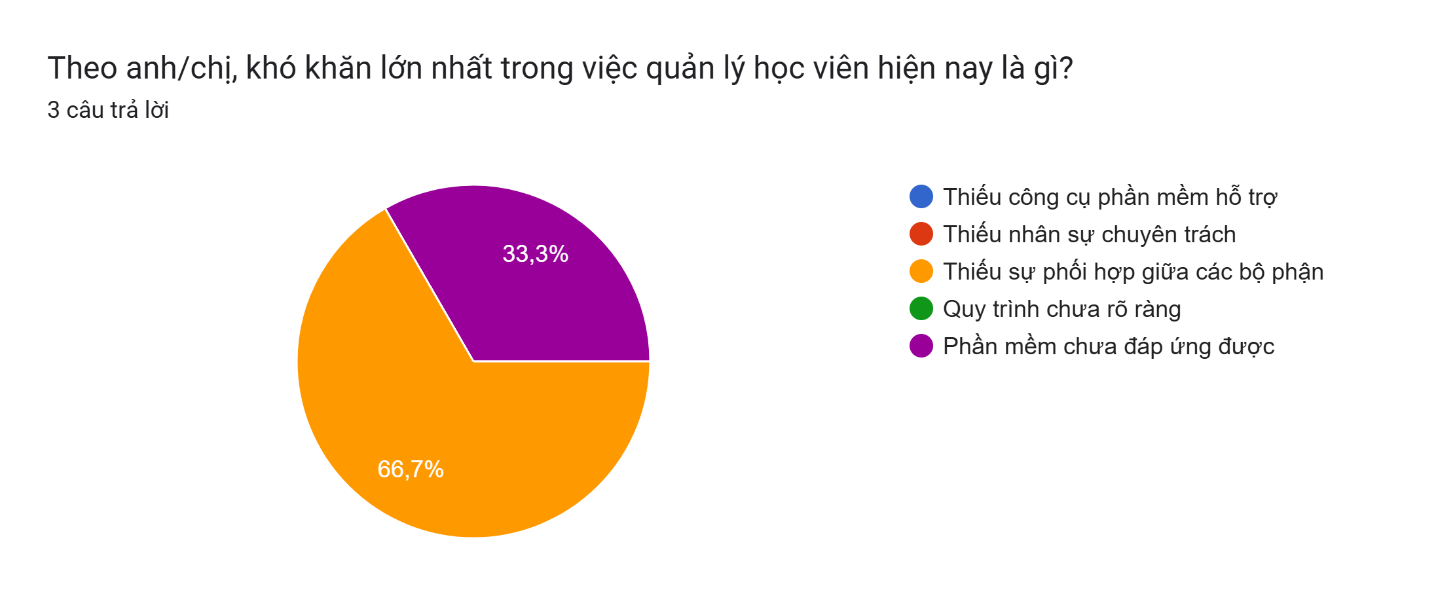 Theo anh/chị, khó khăn lớn nhất trong việc quản lý học viên hiện nay là gì?
3 câu trả lời
33,3%
66,7%
Thiếu công cụ phần mềm hỗ trợ
Thiếu nhân sự chuyên trách
Thiếu sự phối hợp giữa các bộ phận
Quy trình chưa rõ ràng
Phần mềm chưa đáp ứng được